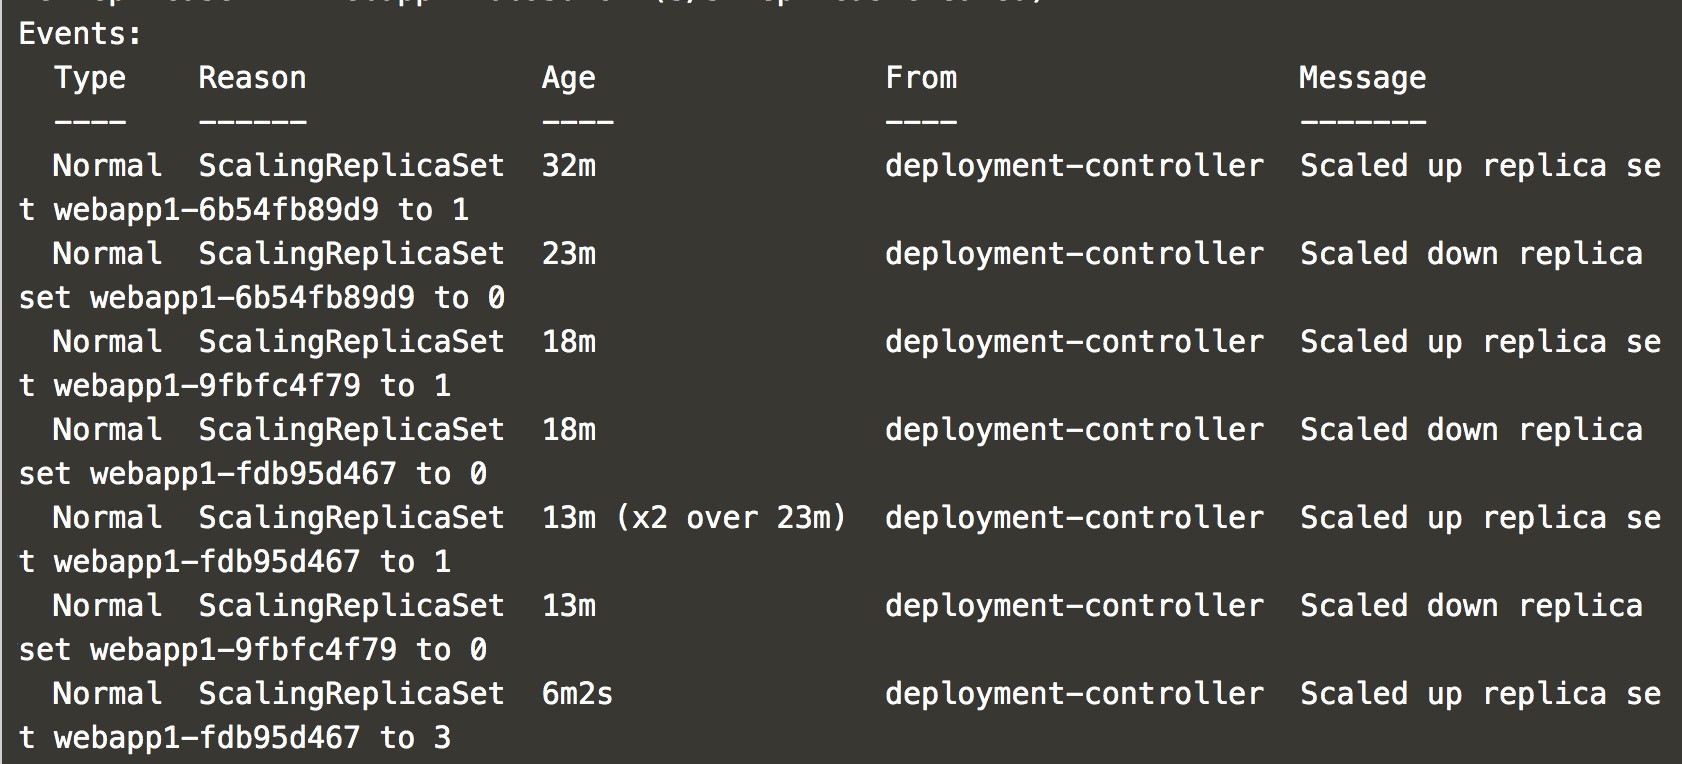 Events:
  Type    Reason             Age                From                   Message
  ----    ------             ----               ----                   -------
  Normal  ScalingReplicaSet  32m                deployment-controller  Scaled up replica se
t webapp1-6b54fb89d9 to 1
  Normal  ScalingReplicaSet  23m                deployment-controller  Scaled down replica
set webapp1-6b54fb89d9 to 0
  Normal  ScalingReplicaSet  18m                deployment-controller  Scaled up replica se
t webapp1-9fbfc4f79 to 1
  Normal  ScalingReplicaSet  18m                deployment-controller  Scaled down replica
set webapp1-fdb95d467 to 0
  Normal  ScalingReplicaSet  13m (x2 over 23m)  deployment-controller  Scaled up replica se
t webapp1-fdb95d467 to 1
  Normal  ScalingReplicaSet  13m                deployment-controller  Scaled down replica
set webapp1-9fbfc4f79 to 0
  Normal  ScalingReplicaSet  6m2s               deployment-controller  Scaled up replica se
t webapp1-fdb95d467 to 3